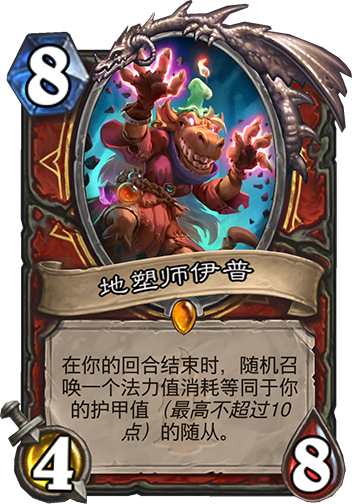 8
地塑师伊普
在你的回合结束时，随机召
唤一个法力值消耗等同于你
的护甲值（最高不超过10
点）的随从。
4
8